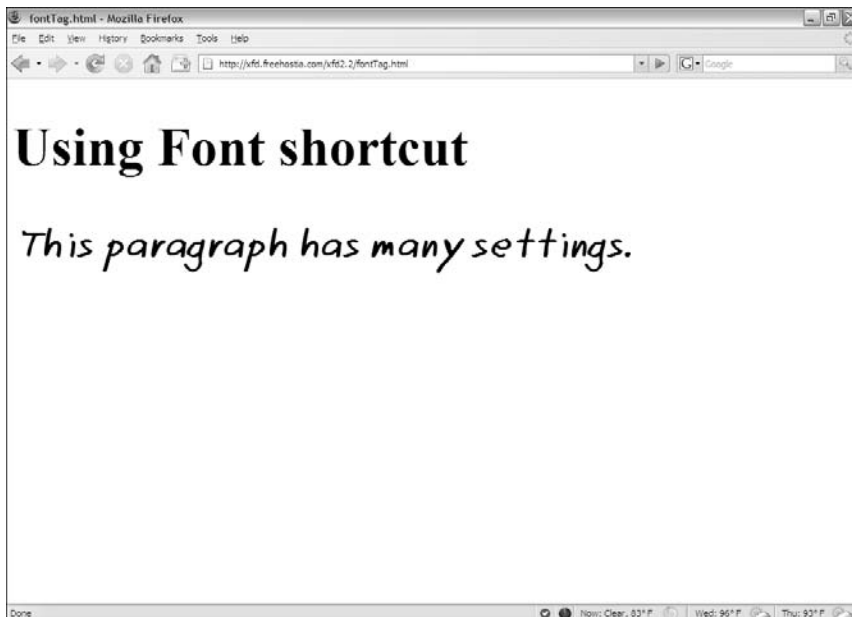 fontTag.html - Mozilla Firefox
File Edit View History Bookmarks Tools Help
http://xfd.freehostia.com/xfd2.2/fontTag.html
G Google
Using Font shortcut
This paragraph has many settings.
Done Now: Clear, 83° F Wed: 96° F Thu: 93° F